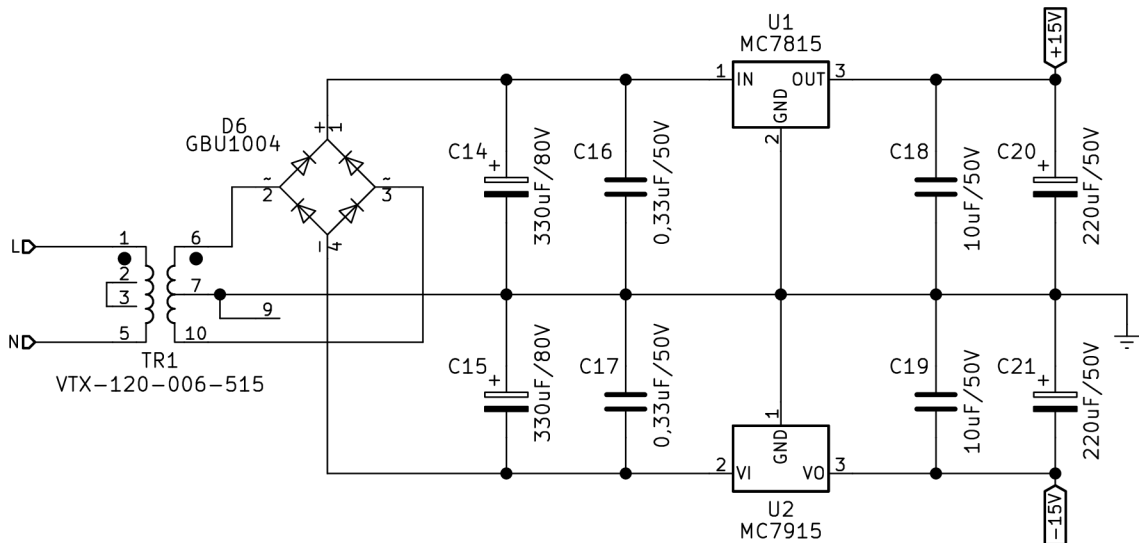 U1
MC7815
+15V
1
IN
OUT
3
GND
2
D6
GBU1004
+
1
~
2
~
3
-
4
C14
+
330uF/80V
C16
0,33uF/50V
C18
10uF/50V
C20
+
220uF/50V
L
1
6
2
7
3
9
N
5
10
TR1
VTX-120-006-515
C15
+
330uF/80V
C17
0,33uF/50V
C19
10uF/50V
C21
+
220uF/50V
1
GND
2
VI
VO
3
U2
MC7915
-15V